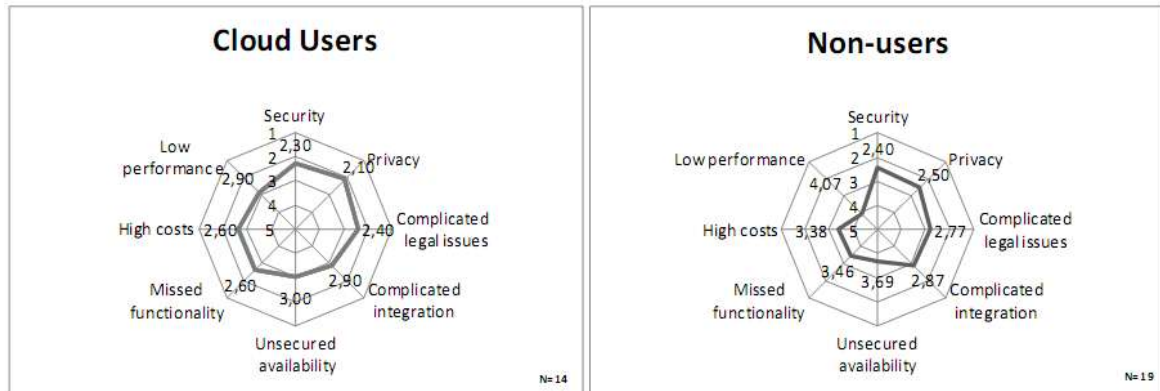 Cloud Users
Security
1
2,30
2
3
4
5
Privacy
2,10
Complicated
legal issues
2,40
Complicated
integration
2,90
Unsecured
availability
3,00
Missed
functionality
2,60
High costs
2,60
Low
performance
2,90
N=14
Non-users
Security
1
2,40
2
3
4
5
Privacy
2,50
Complicated
legal issues
2,77
Complicated
integration
2,87
Unsecured
availability
3,69
Missed
functionality
3,46
High costs
3,38
Low performance
4,07
N=19